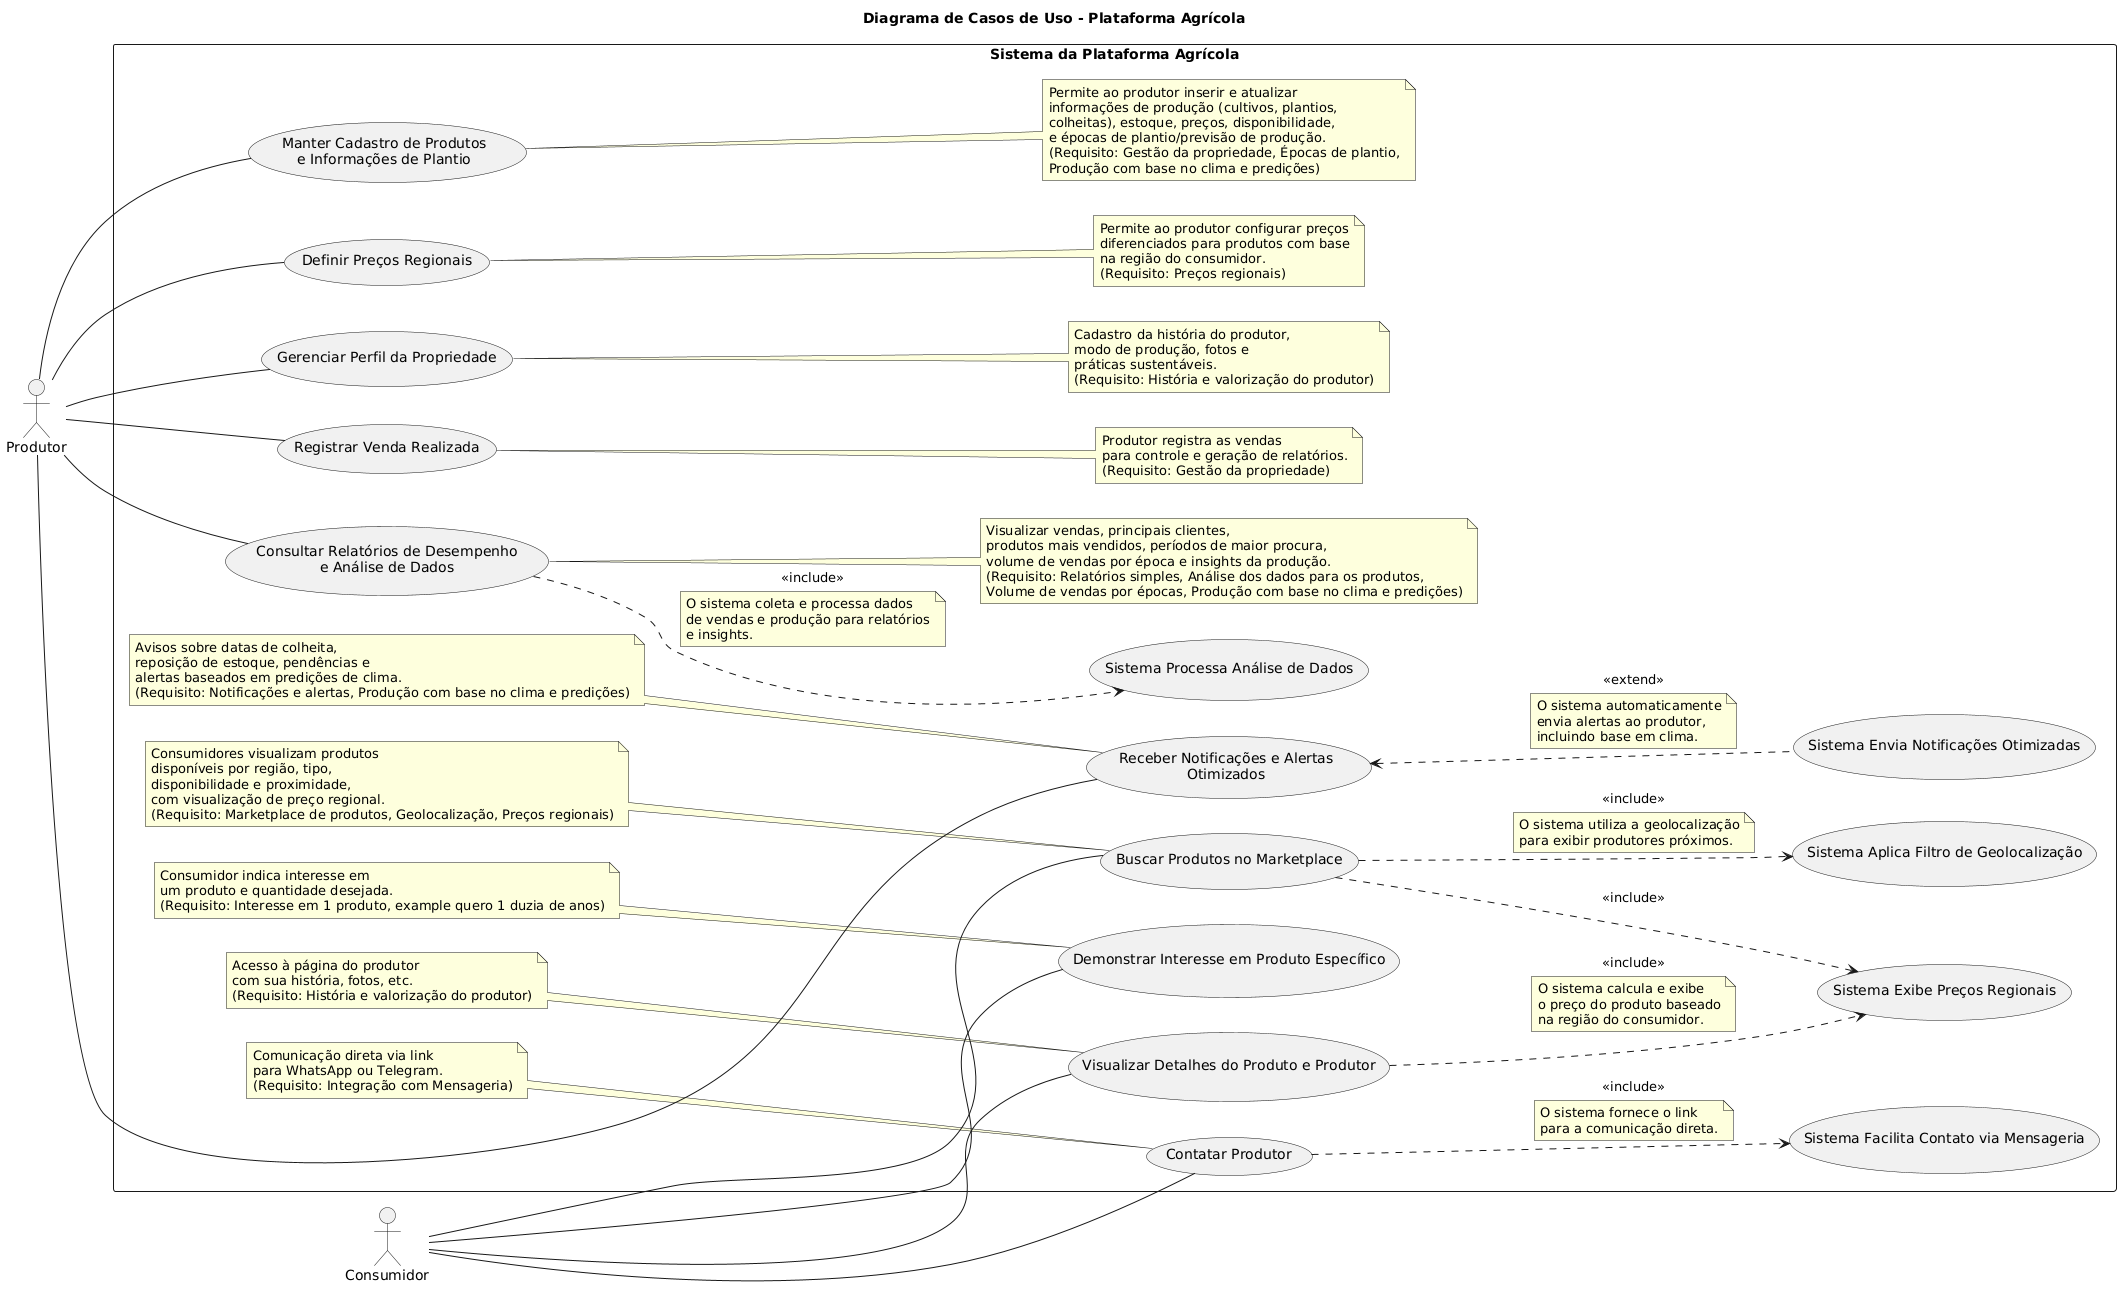 Diagrama de Casos de Uso - Plataforma Agrícola
Sistema da Plataforma Agrícola
Manter Cadastro de Produtos
e Informações de Plantio
Permite ao produtor inserir e atualizar
informações de produção (cultivos, plantios,
colheitas), estoque, preços, disponibilidade,
e épocas de plantio/previsão de produção.
(Requisito: Gestão da propriedade, Épocas de plantio,
Produção com base no clima e predições)
Definir Preços Regionais
Permite ao produtor configurar preços
diferenciados para produtos com base
na região do consumidor.
(Requisito: Preços regionais)
Gerenciar Perfil da Propriedade
Cadastro da história do produtor,
modo de produção, fotos e
práticas sustentáveis.
(Requisito: História e valorização do produtor)
Produtor
Registrar Venda Realizada
Produtor registra as vendas
para controle e geração de relatórios.
(Requisito: Gestão da propriedade)
Consultar Relatórios de Desempenho
e Análise de Dados
Visualizar vendas, principais clientes,
produtos mais vendidos, períodos de maior procura,
volume de vendas por época e insights da produção.
(Requisito: Relatórios simples, Análise dos dados para os produtos,
Volume de vendas por épocas, Produção com base no clima e predições)
«include»
O sistema coleta e processa dados
de vendas e produção para relatórios
e insights.
Sistema Processa Análise de Dados
Avisos sobre datas de colheita,
reposição de estoque, pendências e
alertas baseados em predições de clima.
(Requisito: Notificações e alertas, Produção com base no clima e predições)
Receber Notificações e Alertas
Otimizados
«extend»
O sistema automaticamente
envia alertas ao produtor,
incluindo base em clima.
Sistema Envia Notificações Otimizadas
Consumidores visualizam produtos
disponíveis por região, tipo,
disponibilidade e proximidade,
com visualização de preço regional.
(Requisito: Marketplace de produtos, Geolocalização, Preços regionais)
Buscar Produtos no Marketplace
«include»
O sistema utiliza a geolocalização
para exibir produtores próximos.
Sistema Aplica Filtro de Geolocalização
«include»
Consumidor indica interesse em
um produto e quantidade desejada.
(Requisito: Interesse em 1 produto, example quero 1 duzia de anos)
Demonstrar Interesse em Produto Específico
«include»
O sistema calcula e exibe
o preço do produto baseado
na região do consumidor.
Sistema Exibe Preços Regionais
Acesso à página do produtor
com sua história, fotos, etc.
(Requisito: História e valorização do produtor)
Visualizar Detalhes do Produto e Produtor
Comunicação direta via link
para WhatsApp ou Telegram.
(Requisito: Integração com Mensageria)
Contatar Produtor
«include»
O sistema fornece o link
para a comunicação direta.
Sistema Facilita Contato via Mensageria
Consumidor